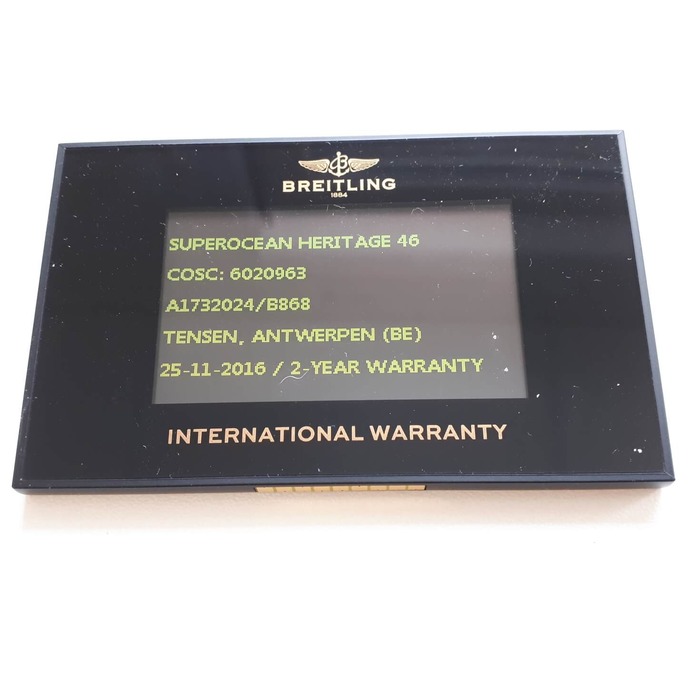 BREITLING
1884
SUPEROCEAN HERITAGE 46
COSC: 6020963
A1732024/B868
TENSEN, ANTWERPEN (BE)
25-11-2016 / 2-YEAR WARRANTY
INTERNATIONAL WARRANTY